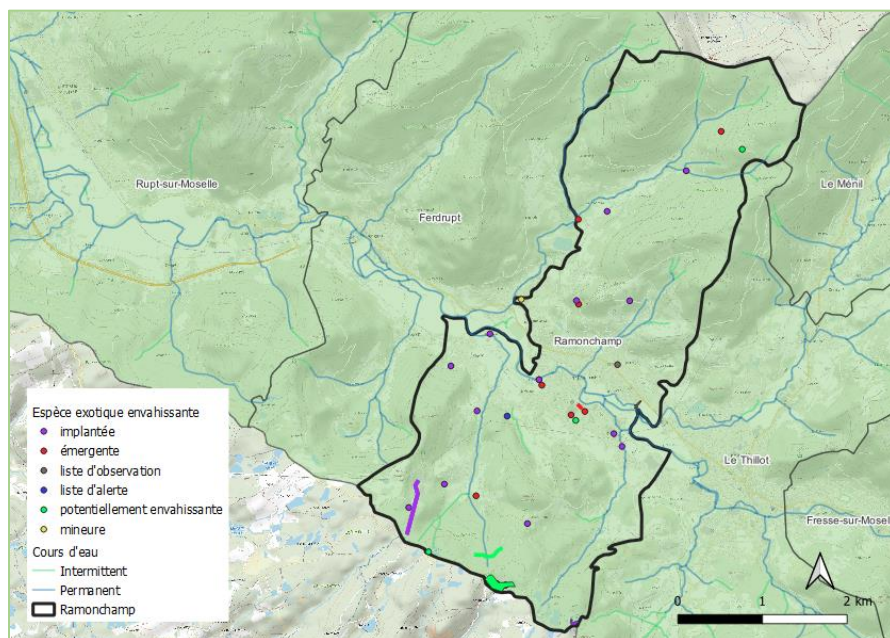 Rupt-sur-Moselle
Ferdrupt
Le Ménil
Ramonchamp
Le Thillot
Fresse-sur-Mosel
Espèce exotique envahissante
implantée
émergente
liste d'observation
liste d'alerte
potentiellement envahissante
mineure
Cours d'eau
Intermittent
Permanent
Ramonchamp
0 1 2 km